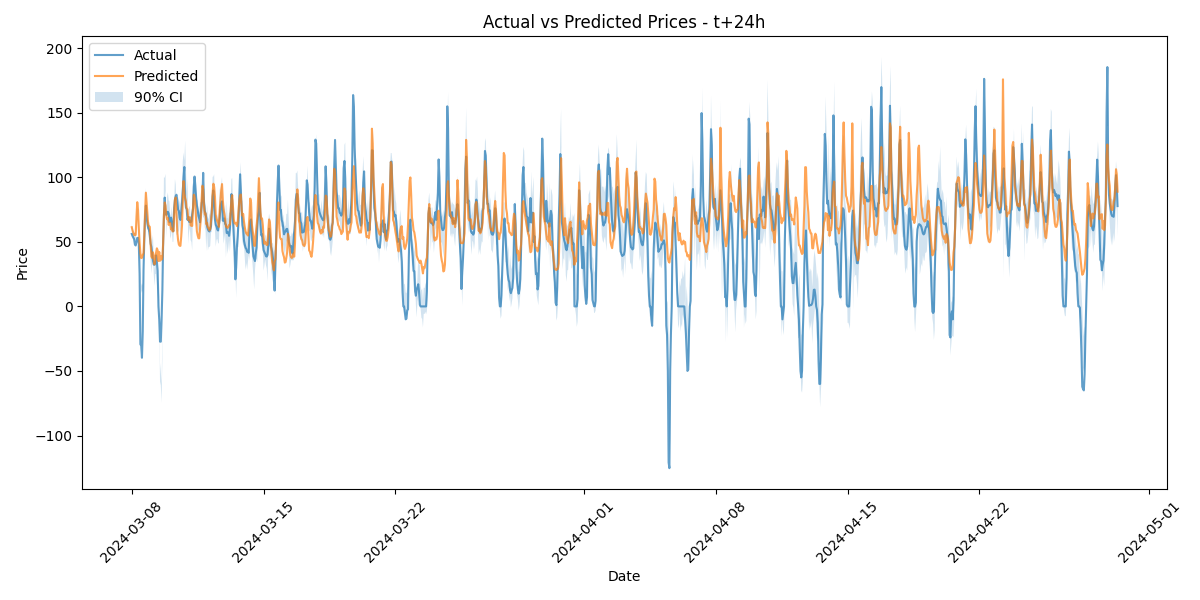 Actual vs Predicted Prices - t+24h
Actual
Predicted
90% CI
Price
200
150
100
50
0
−50
−100
2024-03-08
2024-03-15
2024-03-22
2024-04-01
2024-04-08
2024-04-15
2024-04-22
2024-05-01
Date